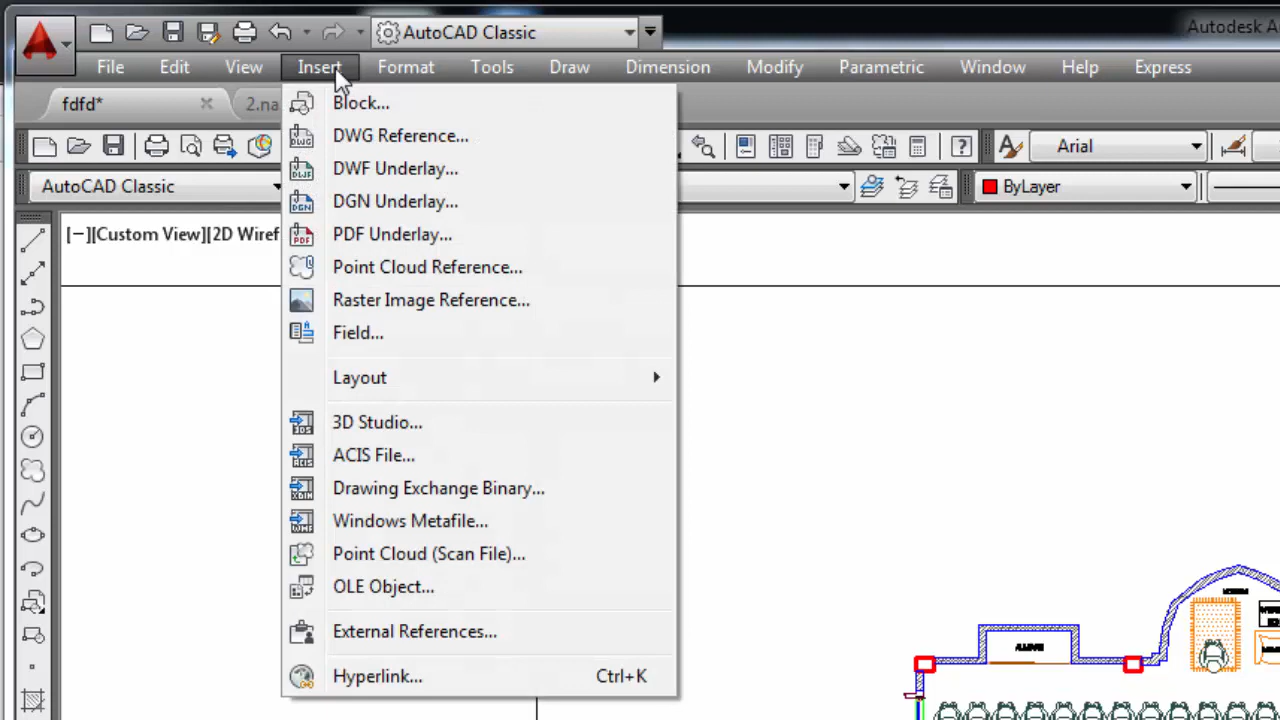 AutoCAD Classic
Autodesk A
File Edit View Insert Format Tools Draw Dimension Modify Parametric Window Help Express
fdfd*
2.na
Block...
DWG Reference...
DWF Underlay...
DGN Underlay...
PDF Underlay...
Point Cloud Reference...
Raster Image Reference...
Field...
Layout
3D Studio...
ACIS File...
Drawing Exchange Binary...
Windows Metafile...
Point Cloud (Scan File)...
OLE Object...
External References...
Hyperlink... Ctrl+K
Arial
AutoCAD Classic
ByLayer
[−][Custom View][2D Wiref